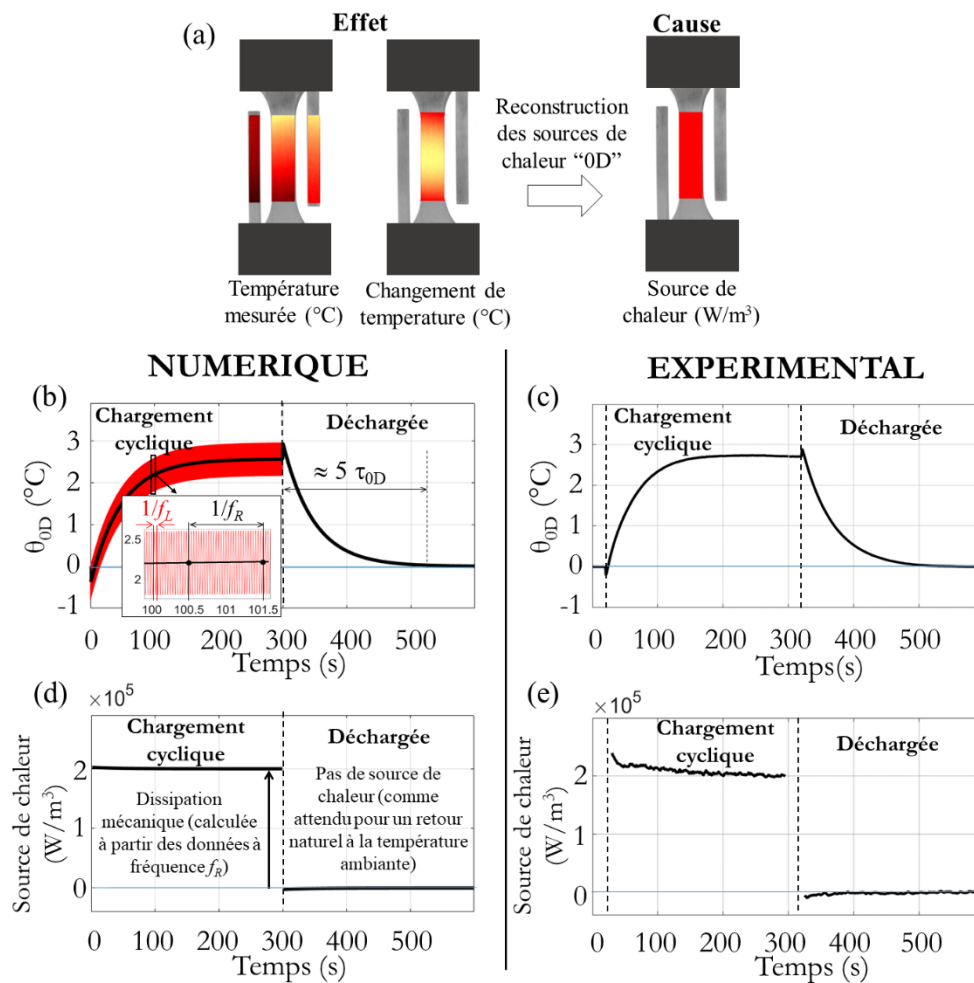 (a)
Effet
Cause
Reconstruction
des sources de
chaleur “0D”
Température
mesurée (°C)
Changement de
temperature (°C)
Source de
chaleur (W/m³)
NUMERIQUE
EXPERIMENTAL
(b)
Chargement
cyclique
Déchargée
≈ 5 τ0D
1/fL
1/fR
2.5
2
100
100.5
101
101.5
θ0D (°C)
3
2
1
0
-1
0
100
200
300
400
500
Temps (s)
(c)
Chargement
cyclique
Déchargée
θ0D (°C)
3
2
1
0
-1
0
100
200
300
400
500
Temps(s)
(d)
×10⁵
Chargement
cyclique
Déchargée
Dissipation
mécanique (calculée
à partir des données à
fréquence fR)
Pas de source de
chaleur (comme
attendu pour un retour
naturel à la température
ambiante)
Source de chaleur
(W/m³)
2
0
0
100
200
300
400
500
Temps (s)
(e)
×10⁵
Chargement
cyclique
Déchargée
Source de chaleur
(W/m³)
2
0
0
100
200
300
400
500
Temps (s)